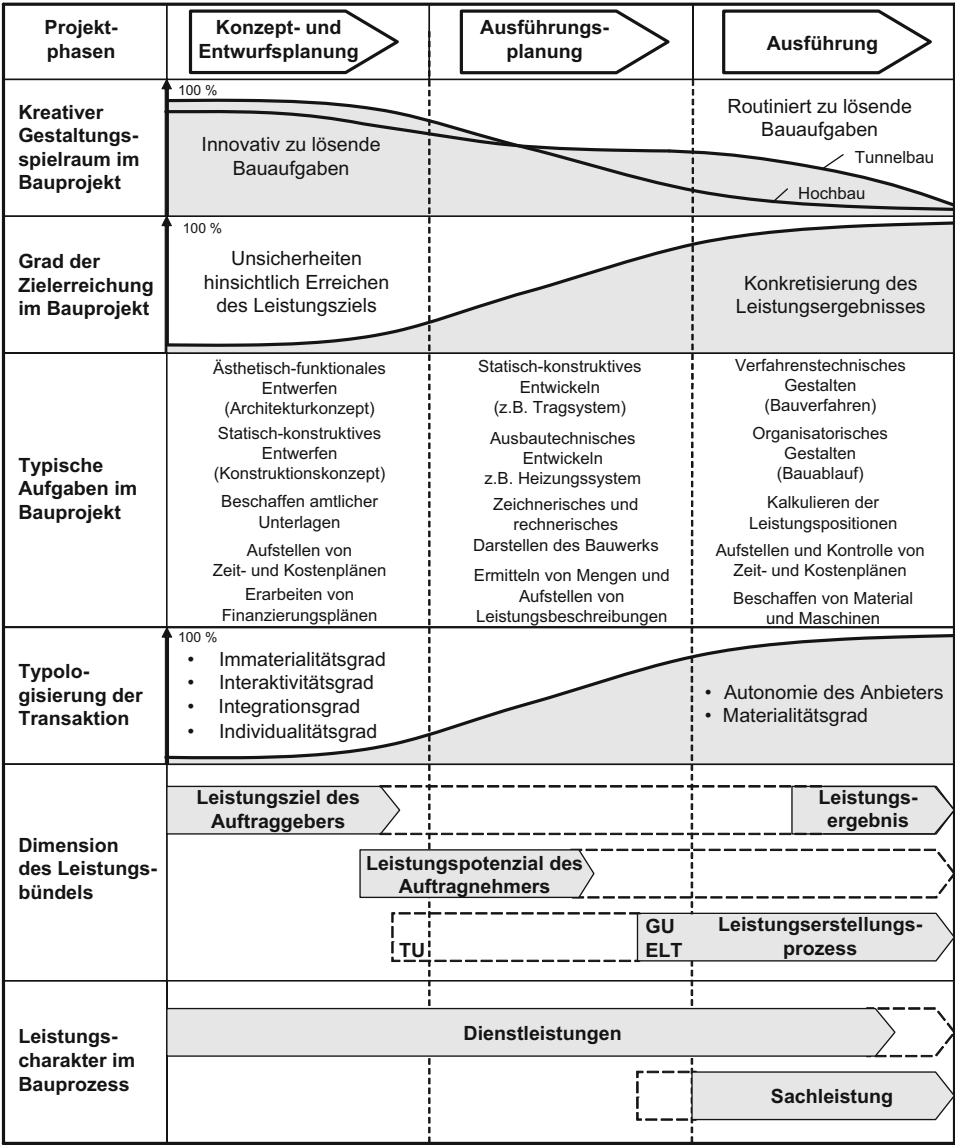 Projekt-
phasen
Konzept- und
Entwurfsplanung
Ausführungs-
planung
Ausführung
Kreativer
Gestaltungs-
spielraum im
Bauprojekt
100 %
Innovativ zu lösende
Bauaufgaben
Routiniert zu lösende
Bauaufgaben
Tunnelbau
Hochbau
Grad der
Zielerreichung
im Bauprojekt
100 %
Unsicherheiten
hinsichtlich Erreichen
des Leistungsziels
Konkretisierung des
Leistungsergebnisses
Typische
Aufgaben im
Bauprojekt
Ästhetisch-funktionales
Entwerfen
(Architekturkonzept)
Statisch-konstruktives
Entwerfen
(Konstruktionskonzept)
Beschaffen amtlicher
Unterlagen
Aufstellen von
Zeit- und Kostenplänen
Erarbeiten von
Finanzierungsplänen
Statisch-konstruktives
Entwickeln
(z.B. Tragsystem)
Ausbautechnisches
Entwickeln
z.B. Heizungssystem
Zeichnerisches und
rechnerisches
Darstellen des Bauwerks
Ermitteln von Mengen und
Aufstellen von
Leistungsbeschreibungen
Verfahrenstechnisches
Gestalten
(Bauverfahren)
Organisatorisches
Gestalten
(Bauablauf)
Kalkulieren der
Leistungspositionen
Aufstellen und Kontrolle von
Zeit- und Kostenplänen
Beschaffen von Material
und Maschinen
Typolo-
gisierung der
Transaktion
100 %
• Immaterialitätsgrad
• Interaktivitätsgrad
• Integrationsgrad
• Individualitätsgrad
• Autonomie des Anbieters
• Materialitätsgrad
Dimension
des Leistungs-
bündels
Leistungsziel des
Auftraggebers
Leistungs-
ergebnis
Leistungspotenzial des
Auftragnehmers
TU
GU
ELT
Leistungserstellungs-
prozess
Leistungs-
charakter im
Bauprozess
Dienstleistungen
Sachleistung